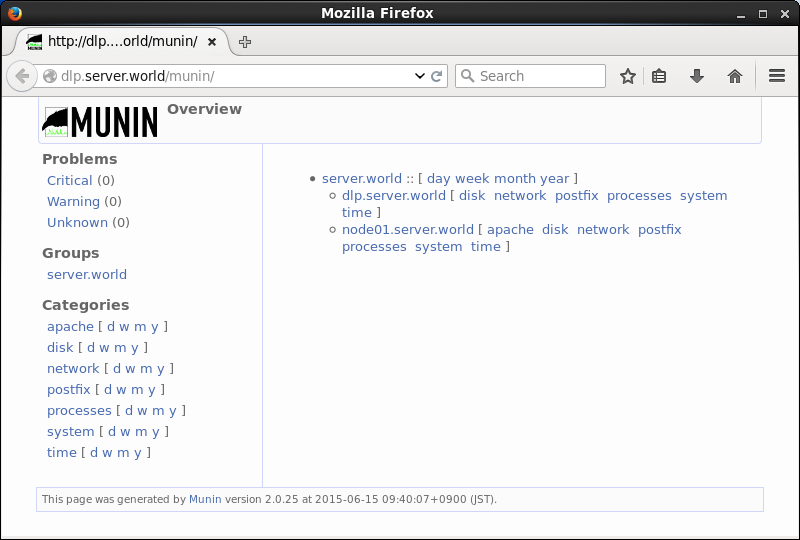 Mozilla Firefox
http://dlp....orld/munin/
dlp.server.world/munin/
Search
MUNIN Overview
Problems
Critical (0)
Warning (0)
Unknown (0)
Groups
server.world
Categories
apache [ d w m y ]
disk [ d w m y ]
network [ d w m y ]
postfix [ d w m y ]
processes [ d w m y ]
system [ d w m y ]
time [ d w m y ]
server.world :: [ day week month year ]
dlp.server.world [ disk network postfix processes system
time ]
node01.server.world [ apache disk network postfix
processes system time ]
This page was generated by Munin version 2.0.25 at 2015-06-15 09:40:07+0900 (JST).